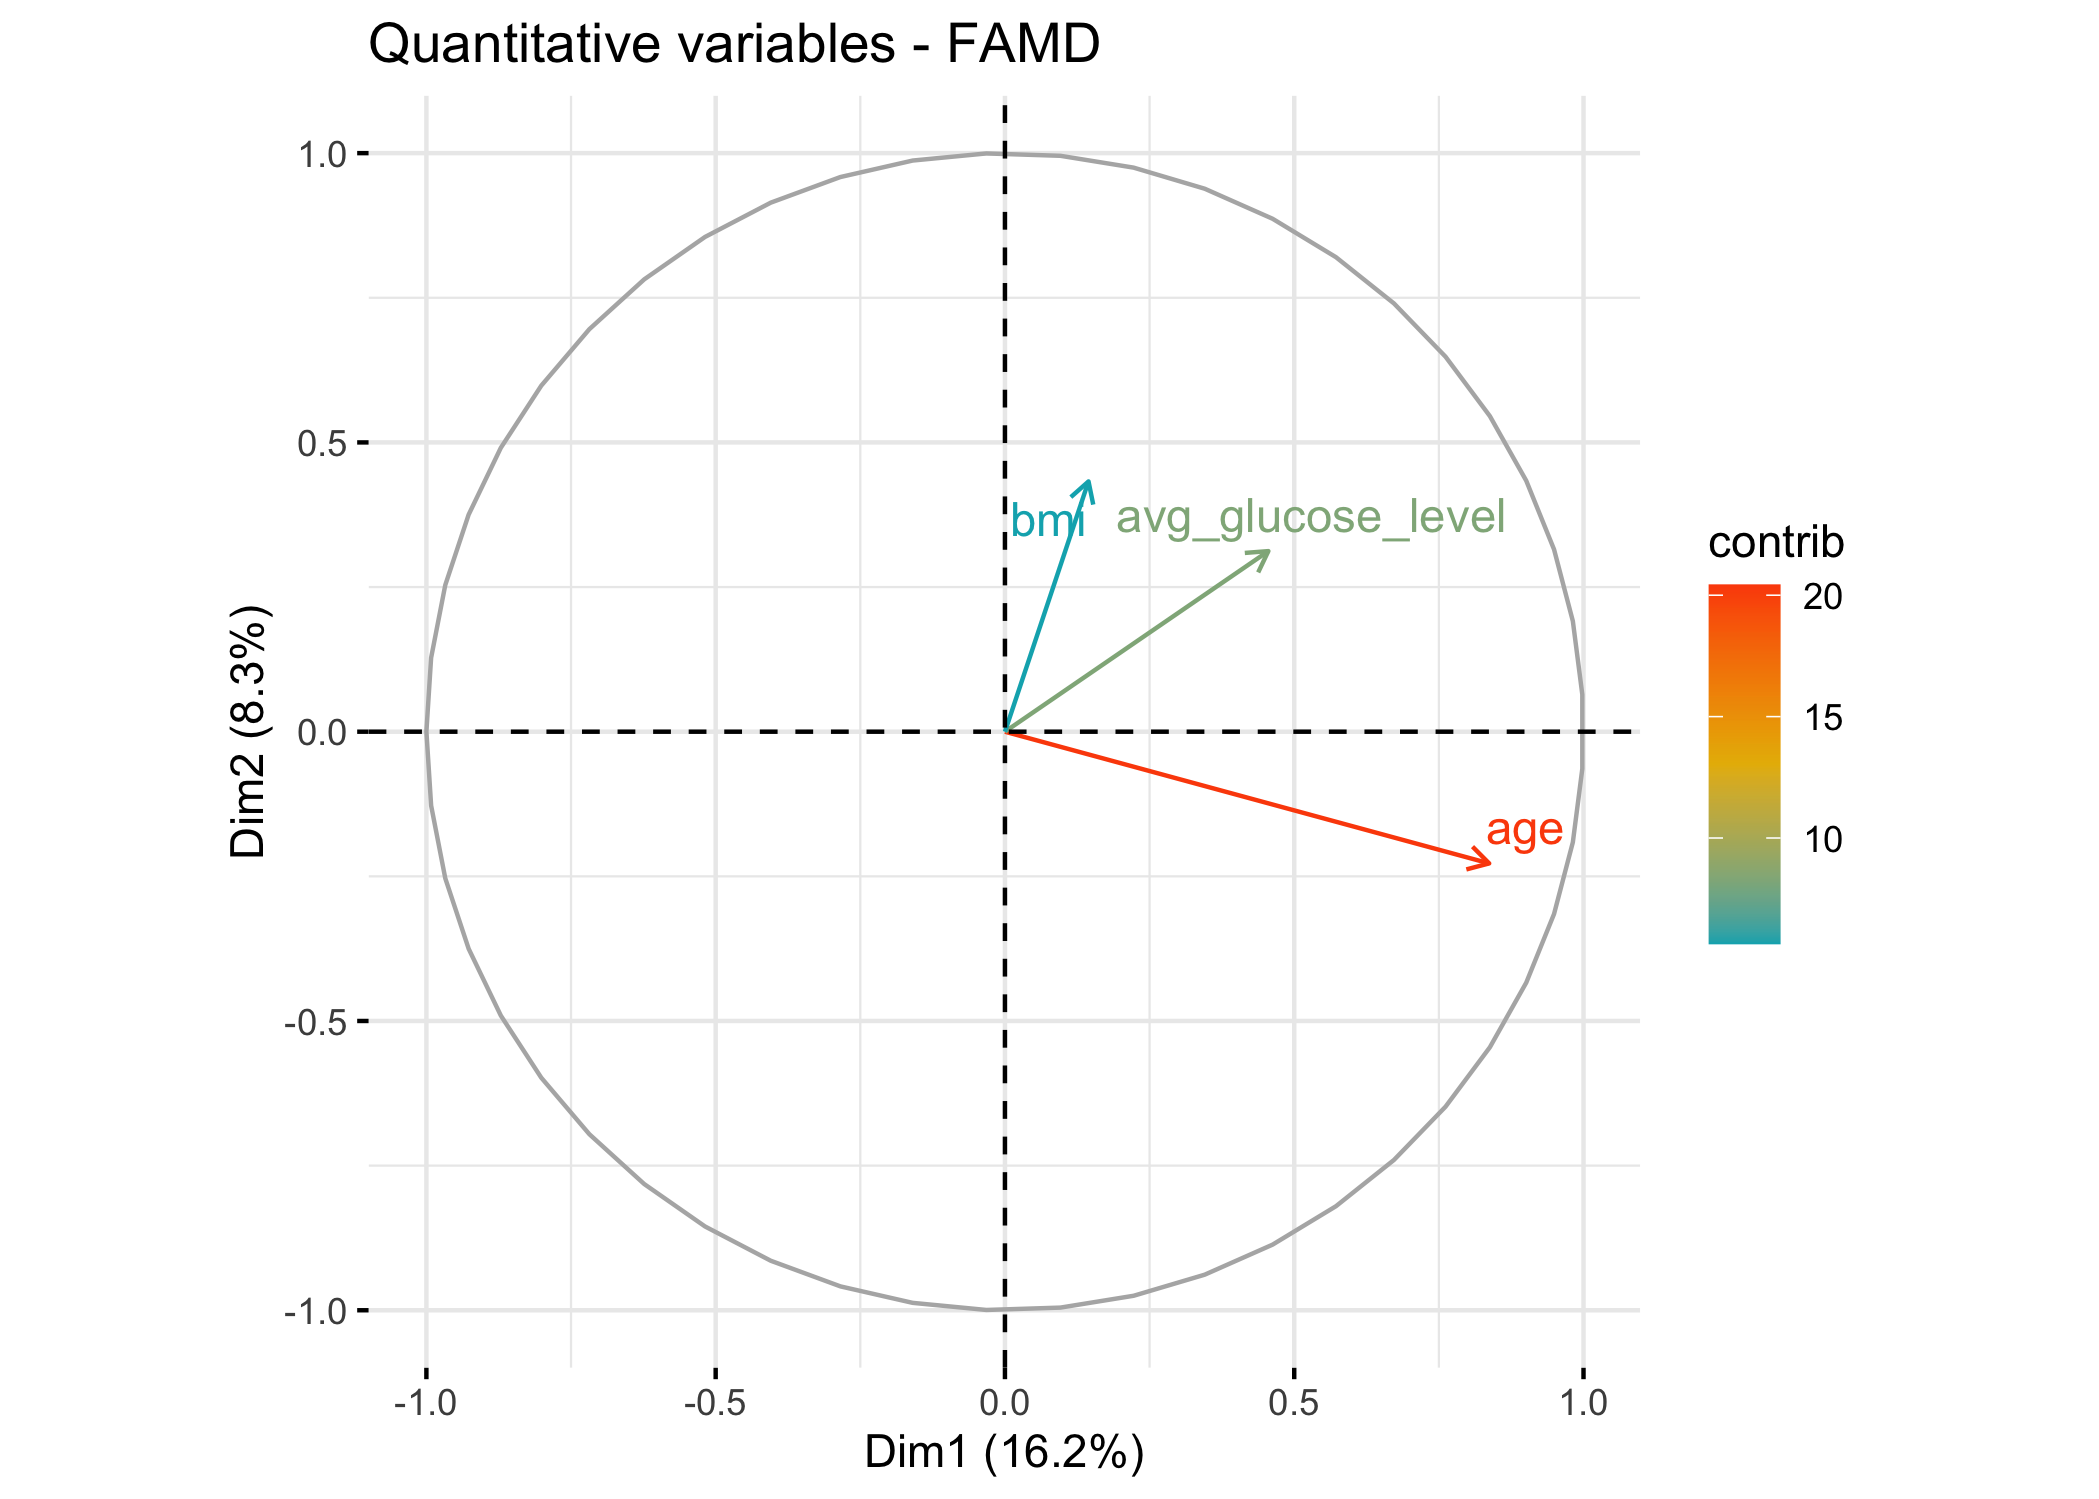 Quantitative variables - FAMD
1.0
0.5
0.0
-0.5
-1.0
Dim2 (8.3%)
bmi
avg_glucose_level
age
contrib
20
15
10
-1.0
-0.5
0.0
0.5
1.0
Dim1 (16.2%)